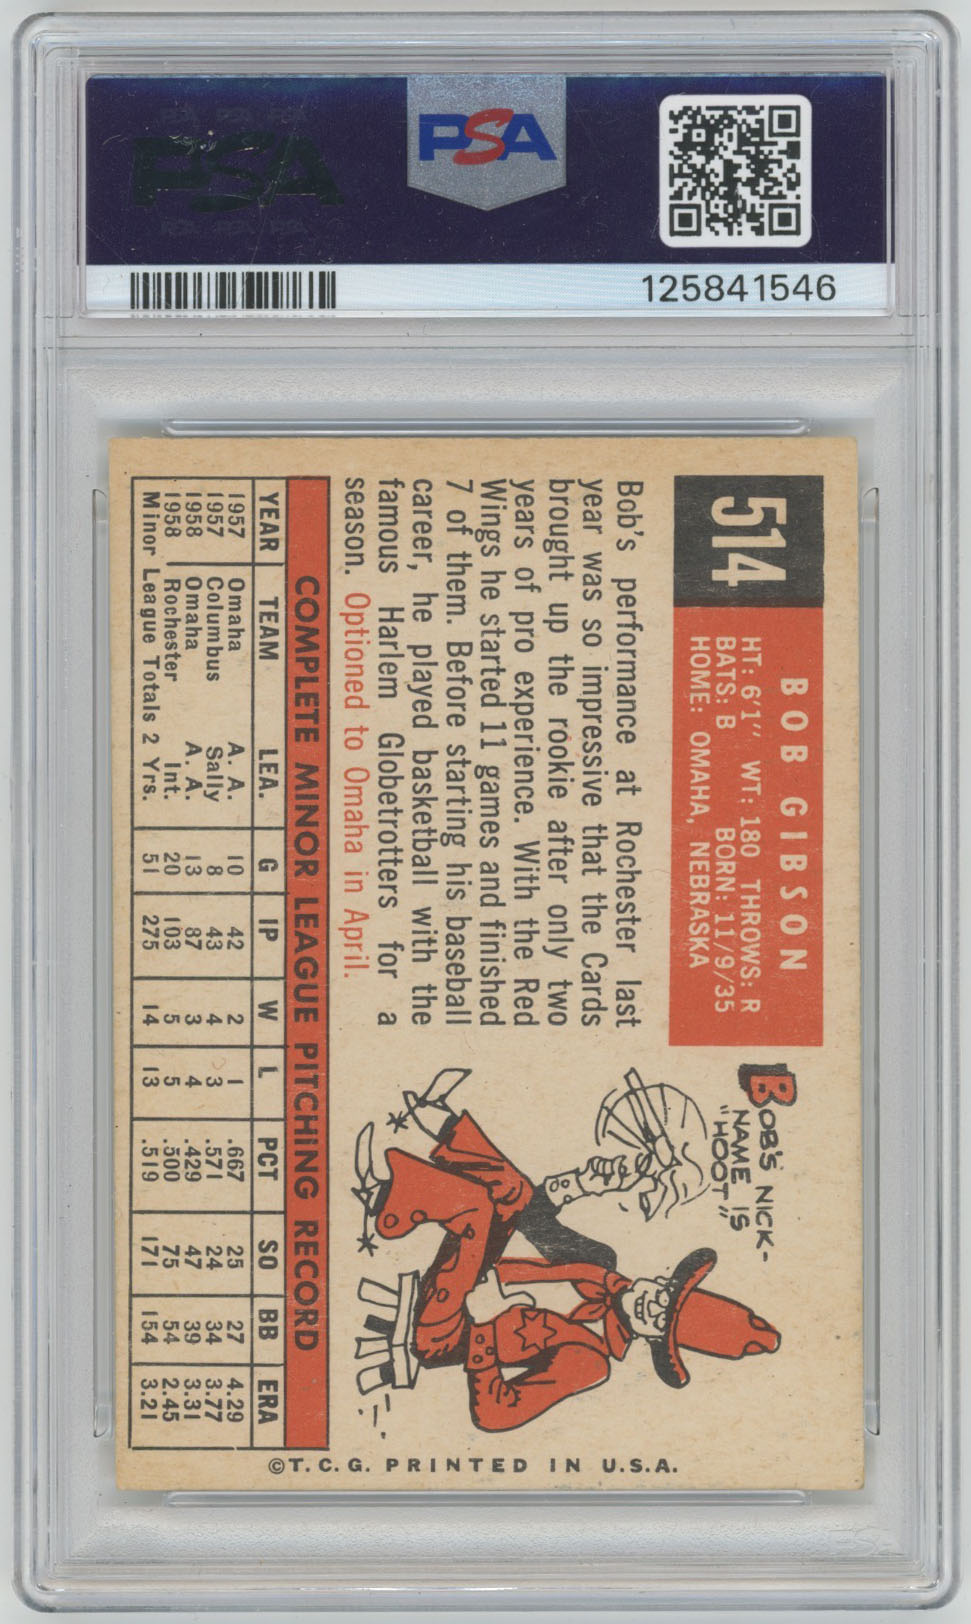 PSA
PSA
125841546
514
BOB GIBSON
HT: 6'1" WT: 180 THROWS: R
BATS: B BORN: 11/9/35
HOME: OMAHA, NEBRASKA
Bob's performance at Rochester last
year was so impressive that the Cards
brought up the rookie after only two
years of pro experience. With the Red
Wings he started 11 games and finished
7 of them. Before starting his baseball
career, he played basketball with the
famous Harlem Globetrotters for a
season. Optioned to Omaha in April.
BOB'S NICK-
NAME IS
"HOOT"
COMPLETE MINOR LEAGUE PITCHING RECORD
YEAR TEAM LEA. G IP W L PCT SO BB ERA
1957 Omaha A. A. 10 42 2 1 .667 25 27 4.29
1957 Columbus Sally 8 43 4 3 .571 24 34 3.77
1958 Omaha A. A. 13 87 3 4 .429 47 39 3.31
1958 Rochester Int. 20 103 5 5 .500 75 54 2.45
Minor League Totals 2 Yrs. 51 275 14 13 .519 171 154 3.21
©T.C.G. PRINTED IN U.S.A.